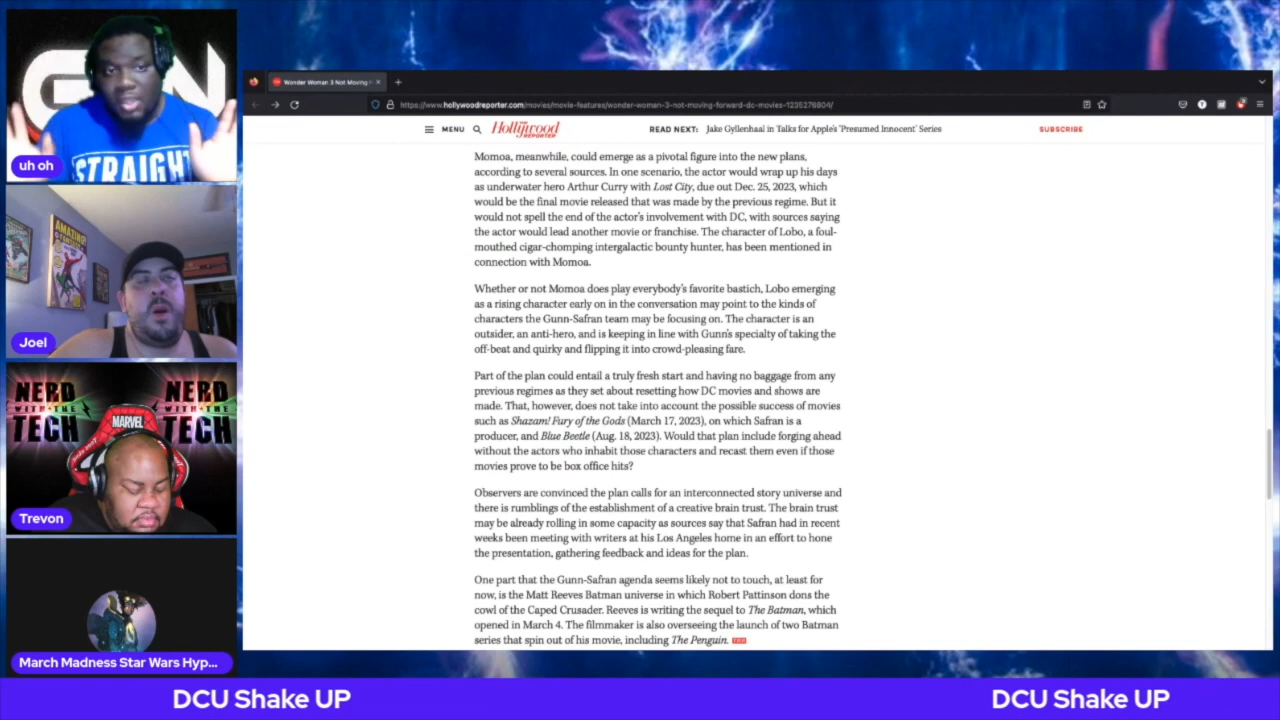 uh oh
STRAIGHT
Joel
AMAZING
NERD
WITH THE
TECH
NERD
WITH THE
TECH
MARVEL
Trevon
March Madness Star Wars Hyp...
Wonder Woman 3 Not Moving
https://www.hollywoodreporter.com/movies/movie-features/wonder-woman-3-not-moving-forward-dc-movies-1235276804/
MENU
The Hollywood REPORTER
READ NEXT: Jake Gyllenhaal in Talks for Apple's 'Presumed Innocent' Series
SUBSCRIBE
Momoa, meanwhile, could emerge as a pivotal figure into the new plans,
according to several sources. In one scenario, the actor would wrap up his days
as underwater hero Arthur Curry with Lost City, due out Dec. 25, 2023, which
would be the final movie released that was made by the previous regime. But it
would not spell the end of the actor's involvement with DC, with sources saying
the actor would lead another movie or franchise. The character of Lobo, a foul-
mouthed cigar-chomping intergalactic bounty hunter, has been mentioned in
connection with Momoa.
Whether or not Momoa does play everybody's favorite bastich, Lobo emerging
as a rising character early on in the conversation may point to the kinds of
characters the Gunn-Safran team may be focusing on. The character is an
outsider, an anti-hero, and is keeping in line with Gunn's specialty of taking the
off-beat and quirky and flipping it into crowd-pleasing fare.
Part of the plan could entail a truly fresh start and having no baggage from any
previous regimes as they set about resetting how DC movies and shows are
made. That, however, does not take into account the possible success of movies
such as Shazam! Fury of the Gods (March 17, 2023), on which Safran is a
producer, and Blue Beetle (Aug. 18, 2023). Would that plan include forging ahead
without the actors who inhabit those characters and recast them even if those
movies prove to be box office hits?
Observers are convinced the plan calls for an interconnected story universe and
there is rumblings of the establishment of a creative brain trust. The brain trust
may be already rolling in some capacity as sources say that Safran had in recent
weeks been meeting with writers at his Los Angeles home in an effort to hone
the presentation, gathering feedback and ideas for the plan.
One part that the Gunn-Safran agenda seems likely not to touch, at least for
now, is the Matt Reeves Batman universe in which Robert Pattinson dons the
cowl of the Caped Crusader. Reeves is writing the sequel to The Batman, which
opened in March 4. The filmmaker is also overseeing the launch of two Batman
series that spin out of his movie, including The Penguin. THR
DCU Shake UP
DCU Shake UP